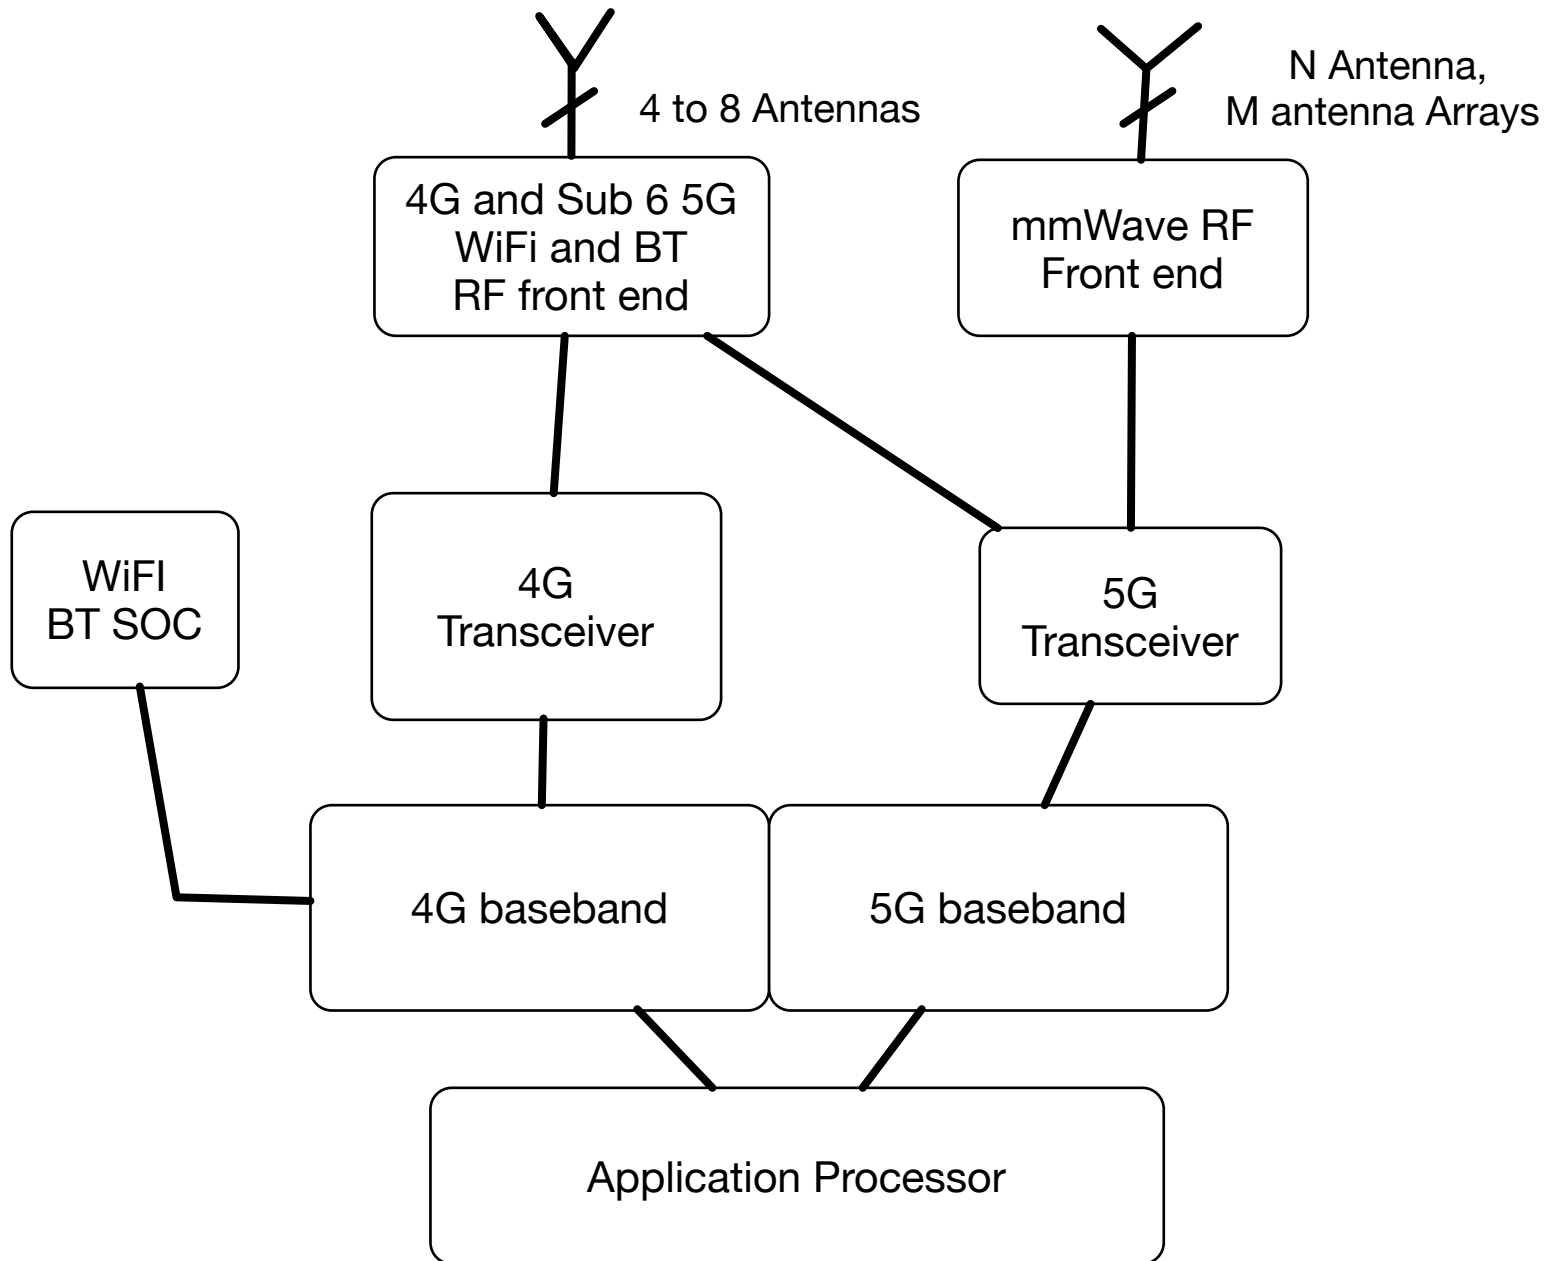 4 to 8 Antennas
N Antenna,
M antenna Arrays
4G and Sub 6 5G
WiFi and BT
RF front end
mmWave RF
Front end
WiFI
BT SOC
4G
Transceiver
5G
Transceiver
4G baseband
5G baseband
Application Processor